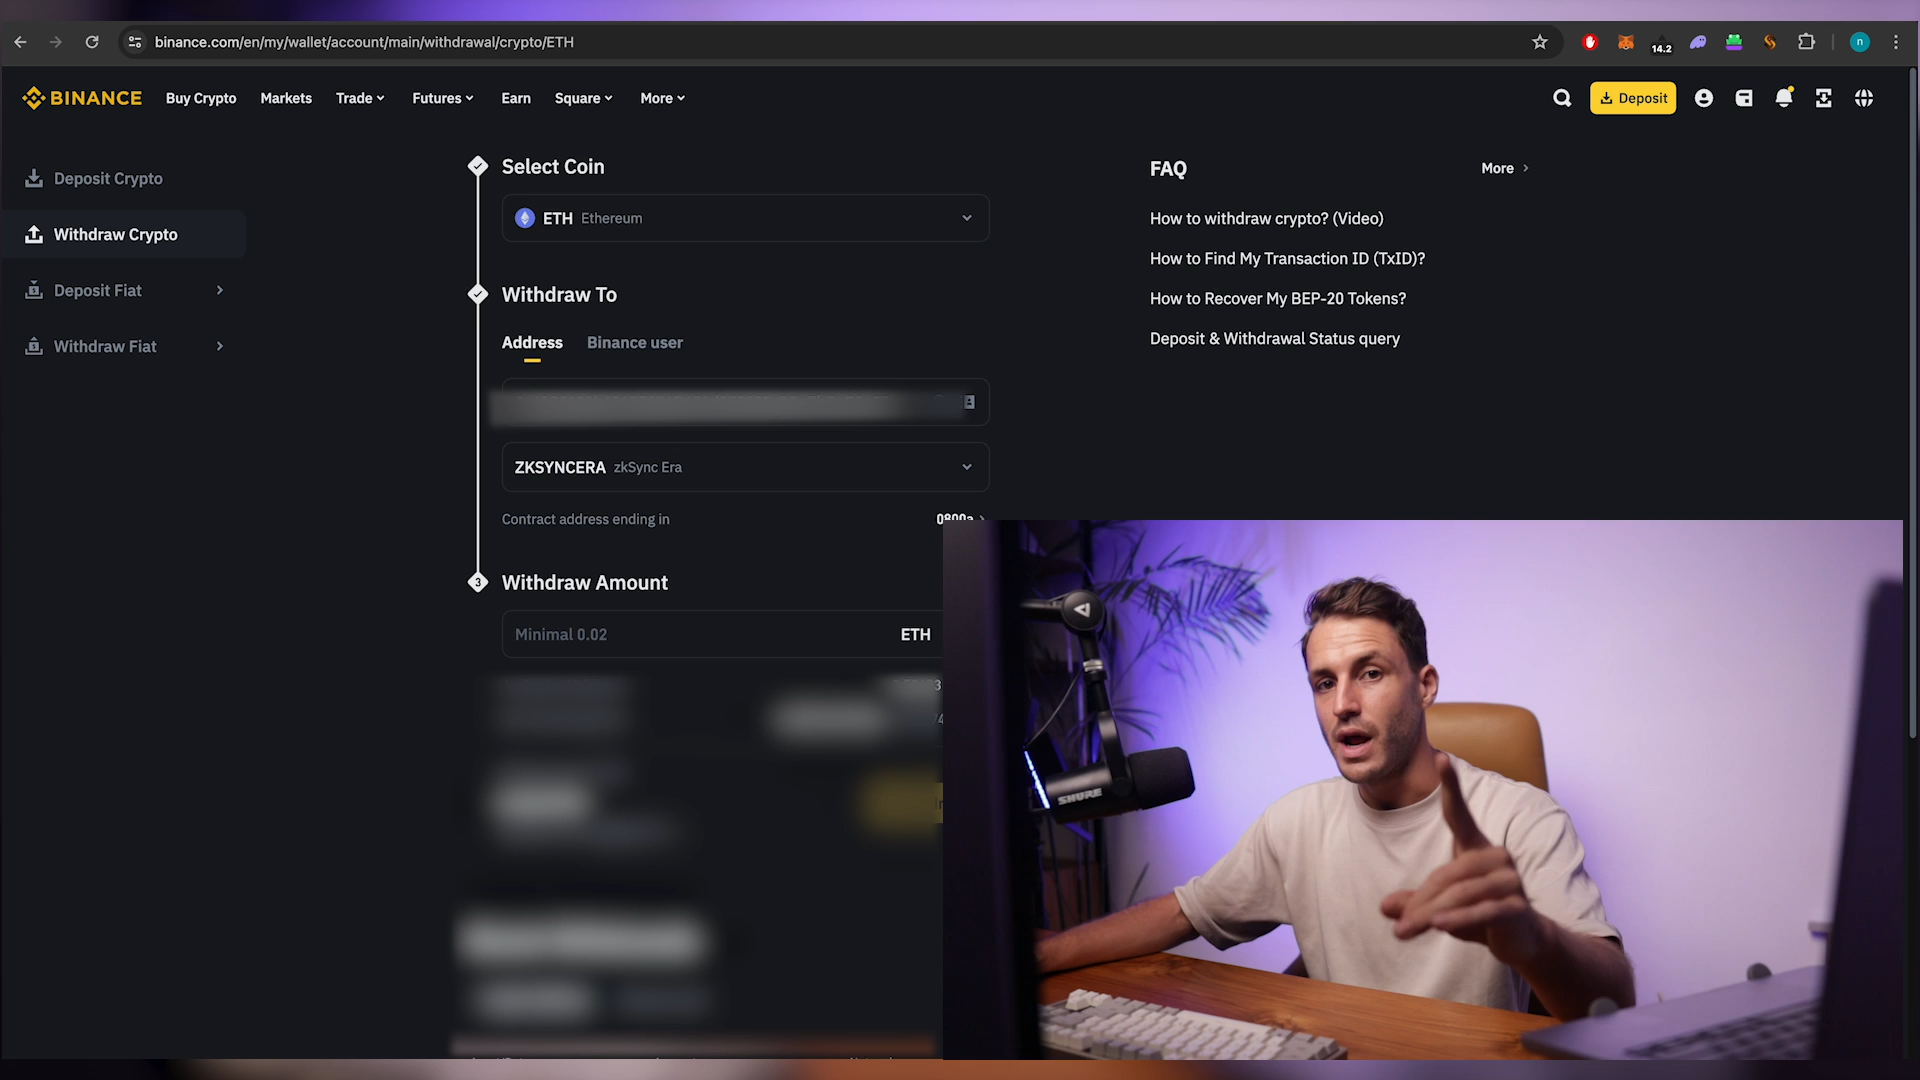 binance.com/en/my/wallet/account/main/withdrawal/crypto/ETH
14.2
n
BINANCE
Buy Crypto
Markets
Trade
Futures
Earn
Square
More
Deposit
Deposit Crypto
Withdraw Crypto
Deposit Fiat
Withdraw Fiat
Select Coin
ETH Ethereum
Withdraw To
Address
Binance user
ZKSYNCERA zkSync Era
Contract address ending in
0800a
3
Withdraw Amount
Minimal 0.02
ETH
FAQ
More
How to withdraw crypto? (Video)
How to Find My Transaction ID (TxID)?
How to Recover My BEP-20 Tokens?
Deposit & Withdrawal Status query
SHURE